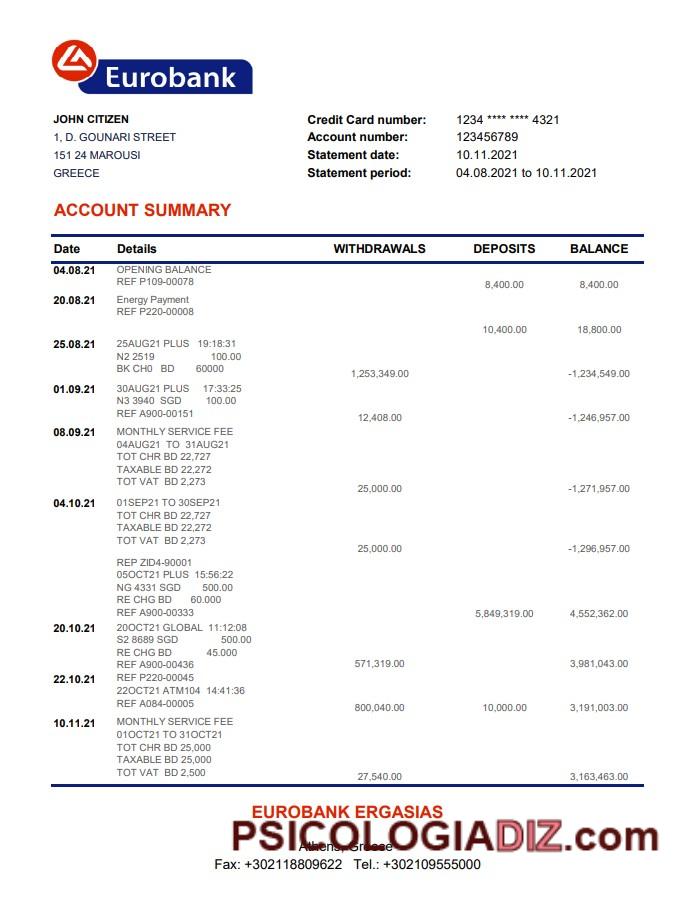 Eurobank
JOHN CITIZEN
1, D. GOUNARI STREET
151 24 MAROUSI
GREECE
Credit Card number: 1234 **** **** 4321
Account number: 123456789
Statement date: 10.11.2021
Statement period: 04.08.2021 to 10.11.2021
ACCOUNT SUMMARY
Date Details WITHDRAWALS DEPOSITS BALANCE
04.08.21 OPENING BALANCE
REF P109-00078
8,400.00 8,400.00
20.08.21 Energy Payment
REF P220-00008
10,400.00 18,800.00
25.08.21 25AUG21 PLUS 19:18:31
N2 2519 100.00
BK CH0 BD 60000
1,253,349.00 -1,234,549.00
01.09.21 30AUG21 PLUS 17:33:25
N3 3940 SGD 100.00
REF A900-00151
12,408.00 -1,246,957.00
08.09.21 MONTHLY SERVICE FEE
04AUG21 TO 31AUG21
TOT CHR BD 22,727
TAXABLE BD 22,272
TOT VAT BD 2,273
25,000.00 -1,271,957.00
04.10.21 01SEP21 TO 30SEP21
TOT CHR BD 22,727
TAXABLE BD 22,272
TOT VAT BD 2,273
25,000.00 -1,296,957.00
REP ZID4-90001
05OCT21 PLUS 15:56:22
NG 4331 SGD 500.00
RE CHG BD 60.000
REF A900-00333
5,849,319.00 4,552,362.00
20.10.21 20OCT21 GLOBAL 11:12:08
S2 8689 SGD 500.00
RE CHG BD 45.000
REF A900-00436
571,319.00 3,981,043.00
22.10.21 REF P220-00045
22OCT21 ATM104 14:41:36
REF A084-00005
800,040.00 10,000.00 3,191,003.00
10.11.21 MONTHLY SERVICE FEE
01OCT21 TO 31OCT21
TOT CHR BD 25,000
TAXABLE BD 25,000
TOT VAT BD 2,500
27,540.00 3,163,463.00
EUROBANK ERGASIAS
PSICOLOGIADIZ.com
Athens, Greece
Fax: +302118809622 Tel.: +302109555000